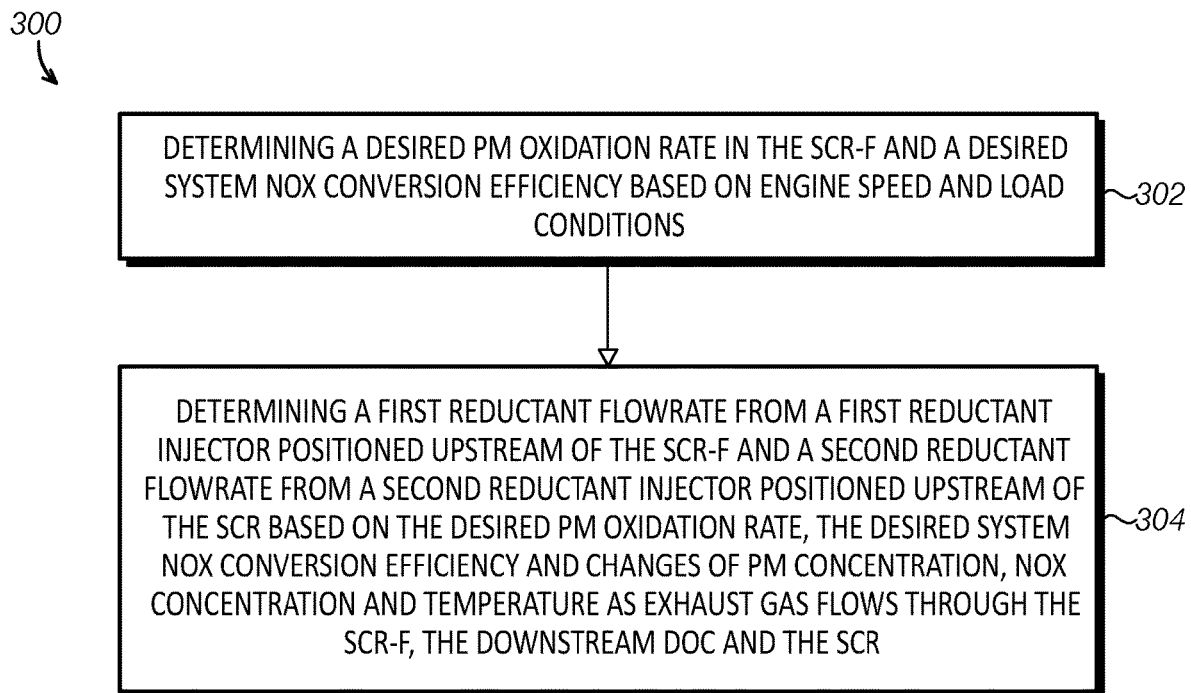 300
DETERMINING A DESIRED PM OXIDATION RATE IN THE SCR-F AND A DESIRED
SYSTEM NOX CONVERSION EFFICIENCY BASED ON ENGINE SPEED AND LOAD
CONDITIONS
302
DETERMINING A FIRST REDUCTANT FLOWRATE FROM A FIRST REDUCTANT
INJECTOR POSITIONED UPSTREAM OF THE SCR-F AND A SECOND REDUCTANT
FLOWRATE FROM A SECOND REDUCTANT INJECTOR POSITIONED UPSTREAM OF
THE SCR BASED ON THE DESIRED PM OXIDATION RATE, THE DESIRED SYSTEM
NOX CONVERSION EFFICIENCY AND CHANGES OF PM CONCENTRATION, NOX
CONCENTRATION AND TEMPERATURE AS EXHAUST GAS FLOWS THROUGH THE
SCR-F, THE DOWNSTREAM DOC AND THE SCR
304